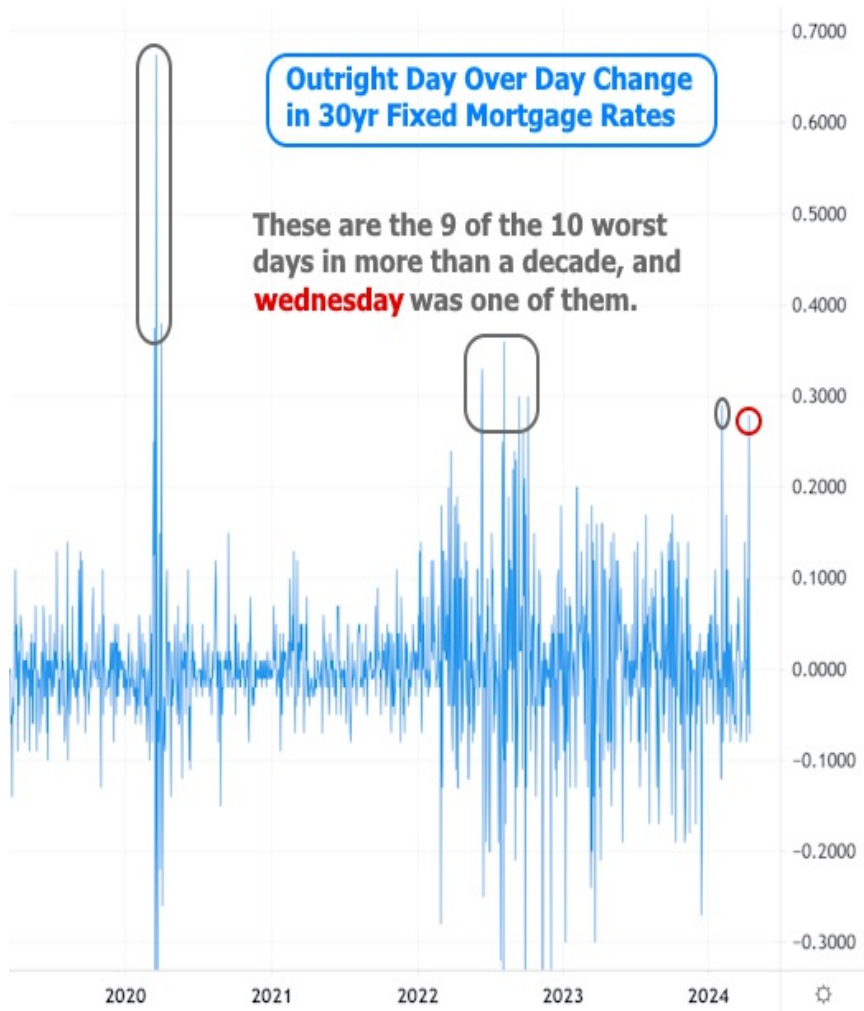 0.7000
Outright Day Over Day Change
in 30yr Fixed Mortgage Rates
0.6000
These are the 9 of the 10 worst
days in more than a decade, and
wednesday was one of them.
0.5000
0.4000
0.3000
0.2000
0.1000
0.0000
−0.1000
−0.2000
−0.3000
2020 2021 2022 2023 2024